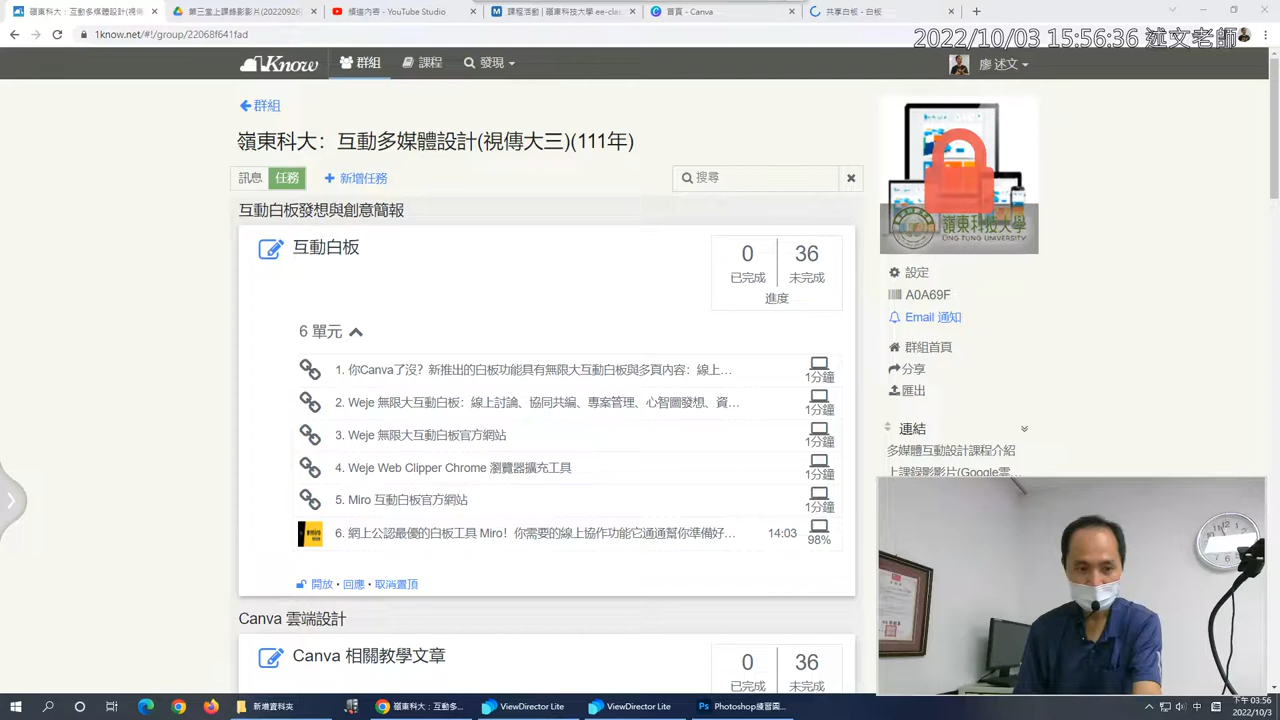 嶺東科大：互動多媒體設計(視傳
第三堂上課錄影影片(20220926)
頻道內容 - YouTube Studio
課程活動 | 嶺東科技大學 ee-clas
首頁 - Canva
共享白板 - 白板
1know.net/#!/group/22068f641fad
2022/10/03 15:56:36 述文老師
1Know
群組
課程
發現
廖 述文
群組
嶺東科大：互動多媒體設計(視傳大三)(111年)
訊息
任務
新增任務
搜尋
互動白板發想與創意簡報
互動白板
0
36
已完成
未完成
進度
6 單元
1. 你Canva了沒？新推出的白板功能具有無限大互動白板與多頁內容：線上…
1分鐘
2. Weje 無限大互動白板：線上討論、協同共編、專案管理、心智圖發想、資…
1分鐘
3. Weje 無限大互動白板官方網站
1分鐘
4. Weje Web Clipper Chrome 瀏覽器擴充工具
1分鐘
5. Miro 互動白板官方網站
1分鐘
6. 網上公認最優的白板工具 Miro！你需要的線上協作功能它通通幫你準備好…
14:03
98%
開放 · 回應 · 取消置頂
Canva 雲端設計
Canva 相關教學文章
0
36
已完成
未完成
嶺東科技大學
LING TUNG UNIVERSITY
設定
A0A69F
Email 通知
群組首頁
分享
匯出
連結
多媒體互動設計課程介紹
上課錄影影片(Google雲…
新增資料夾
嶺東科大：互動多...
ViewDirector Lite
ViewDirector Lite
Photoshop練習圖...
中
下午 03:56
2022/10/3